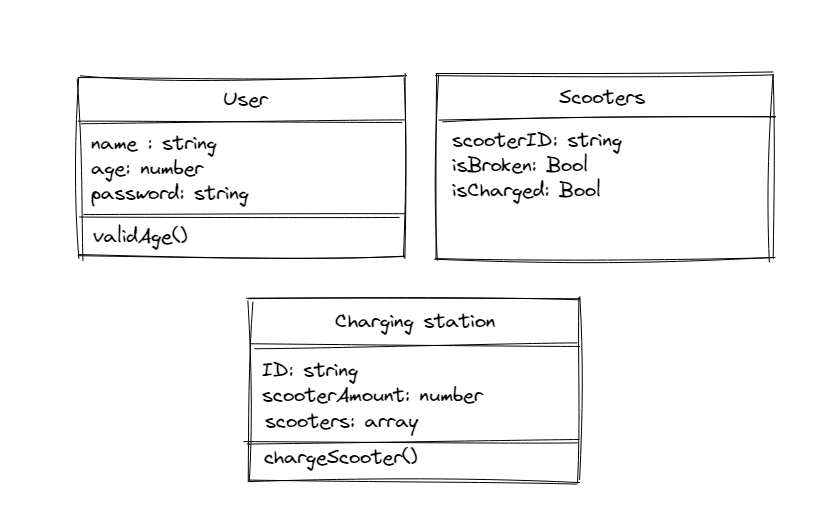 User
name : string
age: number
password: string
validAge()
Scooters
scooterID: string
isBroken: Bool
isCharged: Bool
Charging station
ID: string
scooterAmount: number
scooters: array
chargeScooter()